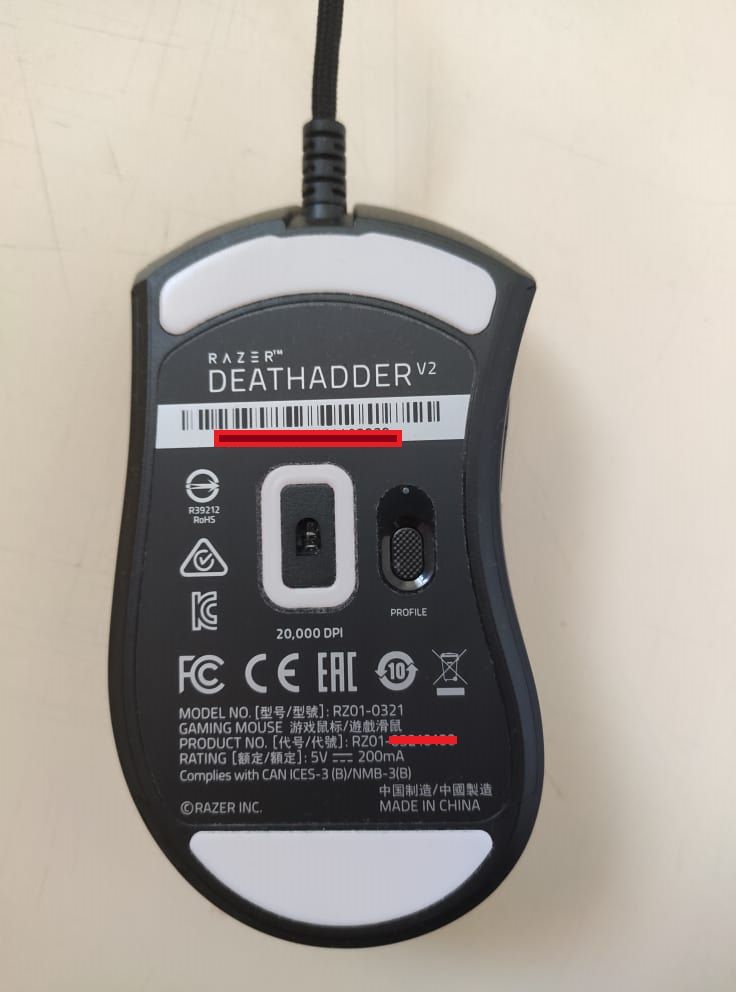 RAZER™
DEATHADDER V2
R39212
RoHS
PROFILE
20,000 DPI
FC CE EAC 10
MODEL NO. [型号/型號]: RZ01-0321
GAMING MOUSE 游戏鼠标/遊戲滑鼠
PRODUCT NO. [代号/代號]: RZ01-
RATING [额定/額定]: 5V ⎓ 200mA
Complies with CAN ICES-3 (B)/NMB-3(B)
中国制造/中國製造
©RAZER INC. MADE IN CHINA